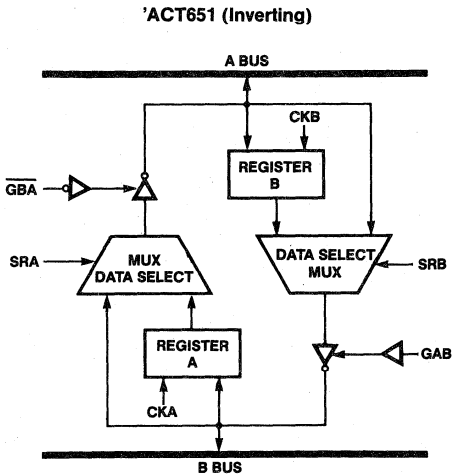 'ACT651 (Inverting)
A BUS
CKB
REGISTER
B
GBA
SRA
MUX
DATA SELECT
DATA SELECT
MUX
SRB
REGISTER
A
GAB
CKA
B BUS